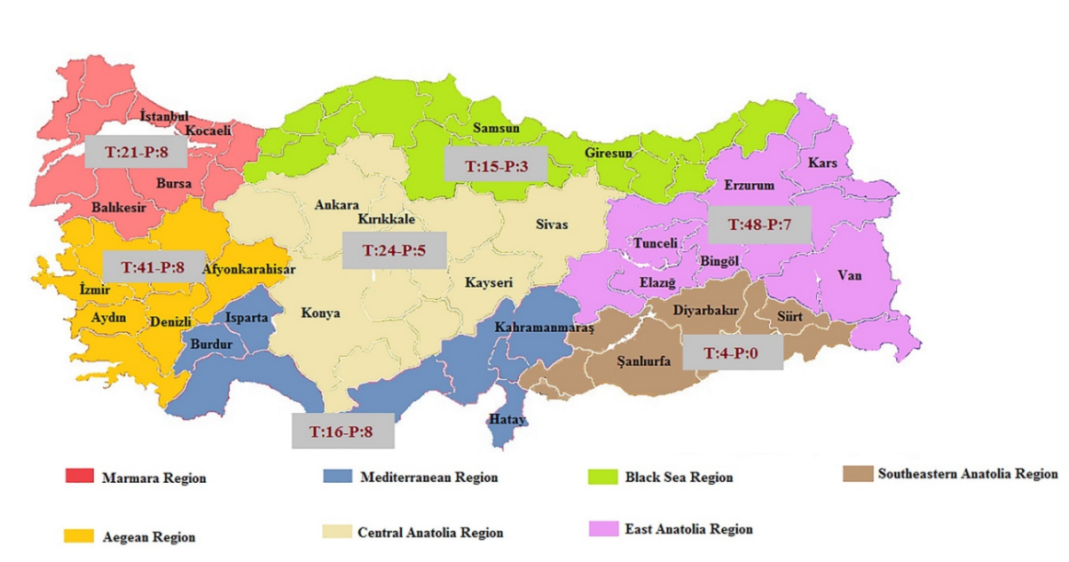 İstanbul
Kocaeli
T:21-P:8
Bursa
Balıkesir
Samsun
T:15-P:3
Giresun
Kars
Erzurum
T:48-P:7
Tunceli
Bingöl
Elazığ
Van
Ankara
Kırıkkale
T:24-P:5
Sivas
Kayseri
Konya
T:41-P:8
Afyonkarahisar
İzmir
Aydın
Denizli
Isparta
Burdur
Kahramanmaraş
T:16-P:8
Hatay
Diyarbakır
Siirt
Şanlıurfa
T:4-P:0
Marmara Region
Mediterranean Region
Black Sea Region
Southeastern Anatolia Region
Aegean Region
Central Anatolia Region
East Anatolia Region